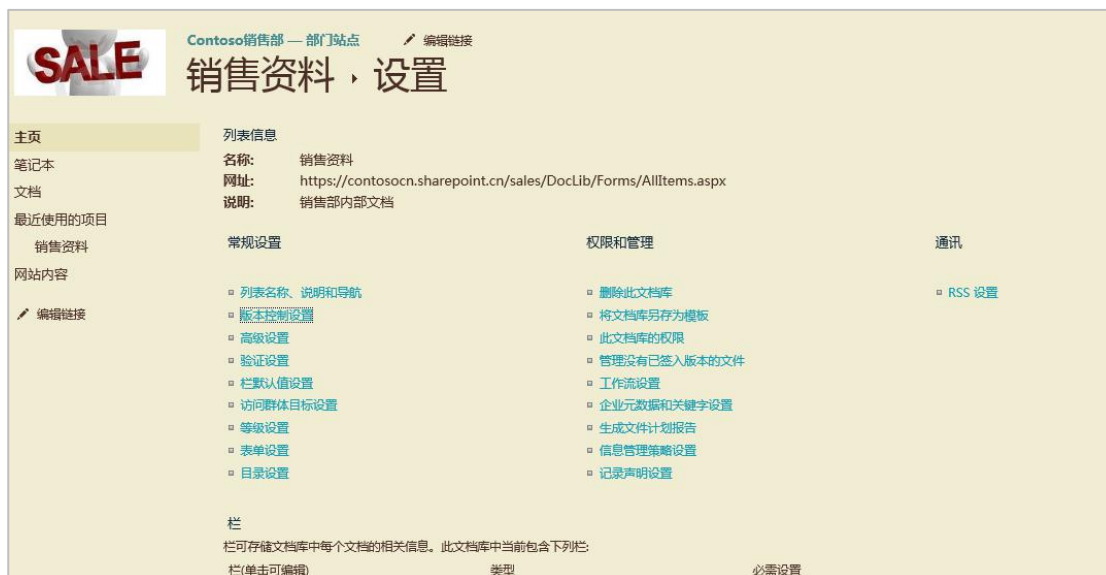 SALE
Contoso销售部 — 部门站点 编辑链接
销售资料 › 设置
主页
笔记本
文档
最近使用的项目
销售资料
网站内容
编辑链接
列表信息
名称: 销售资料
网址: https://contosocn.sharepoint.cn/sales/DocLib/Forms/AllItems.aspx
说明: 销售部内部文档
常规设置
列表名称、说明和导航
版本控制设置
高级设置
验证设置
栏默认值设置
访问群体目标设置
等级设置
表单设置
目录设置
权限和管理
删除此文档库
将文档库另存为模板
此文档库的权限
管理没有已签入版本的文件
工作流设置
企业元数据和关键字设置
生成文件计划报告
信息管理策略设置
记录声明设置
通讯
RSS 设置
栏
栏可存储文档库中每个文档的相关信息。此文档库中当前包含下列栏:
栏(单击可编辑) 类型 必需设置